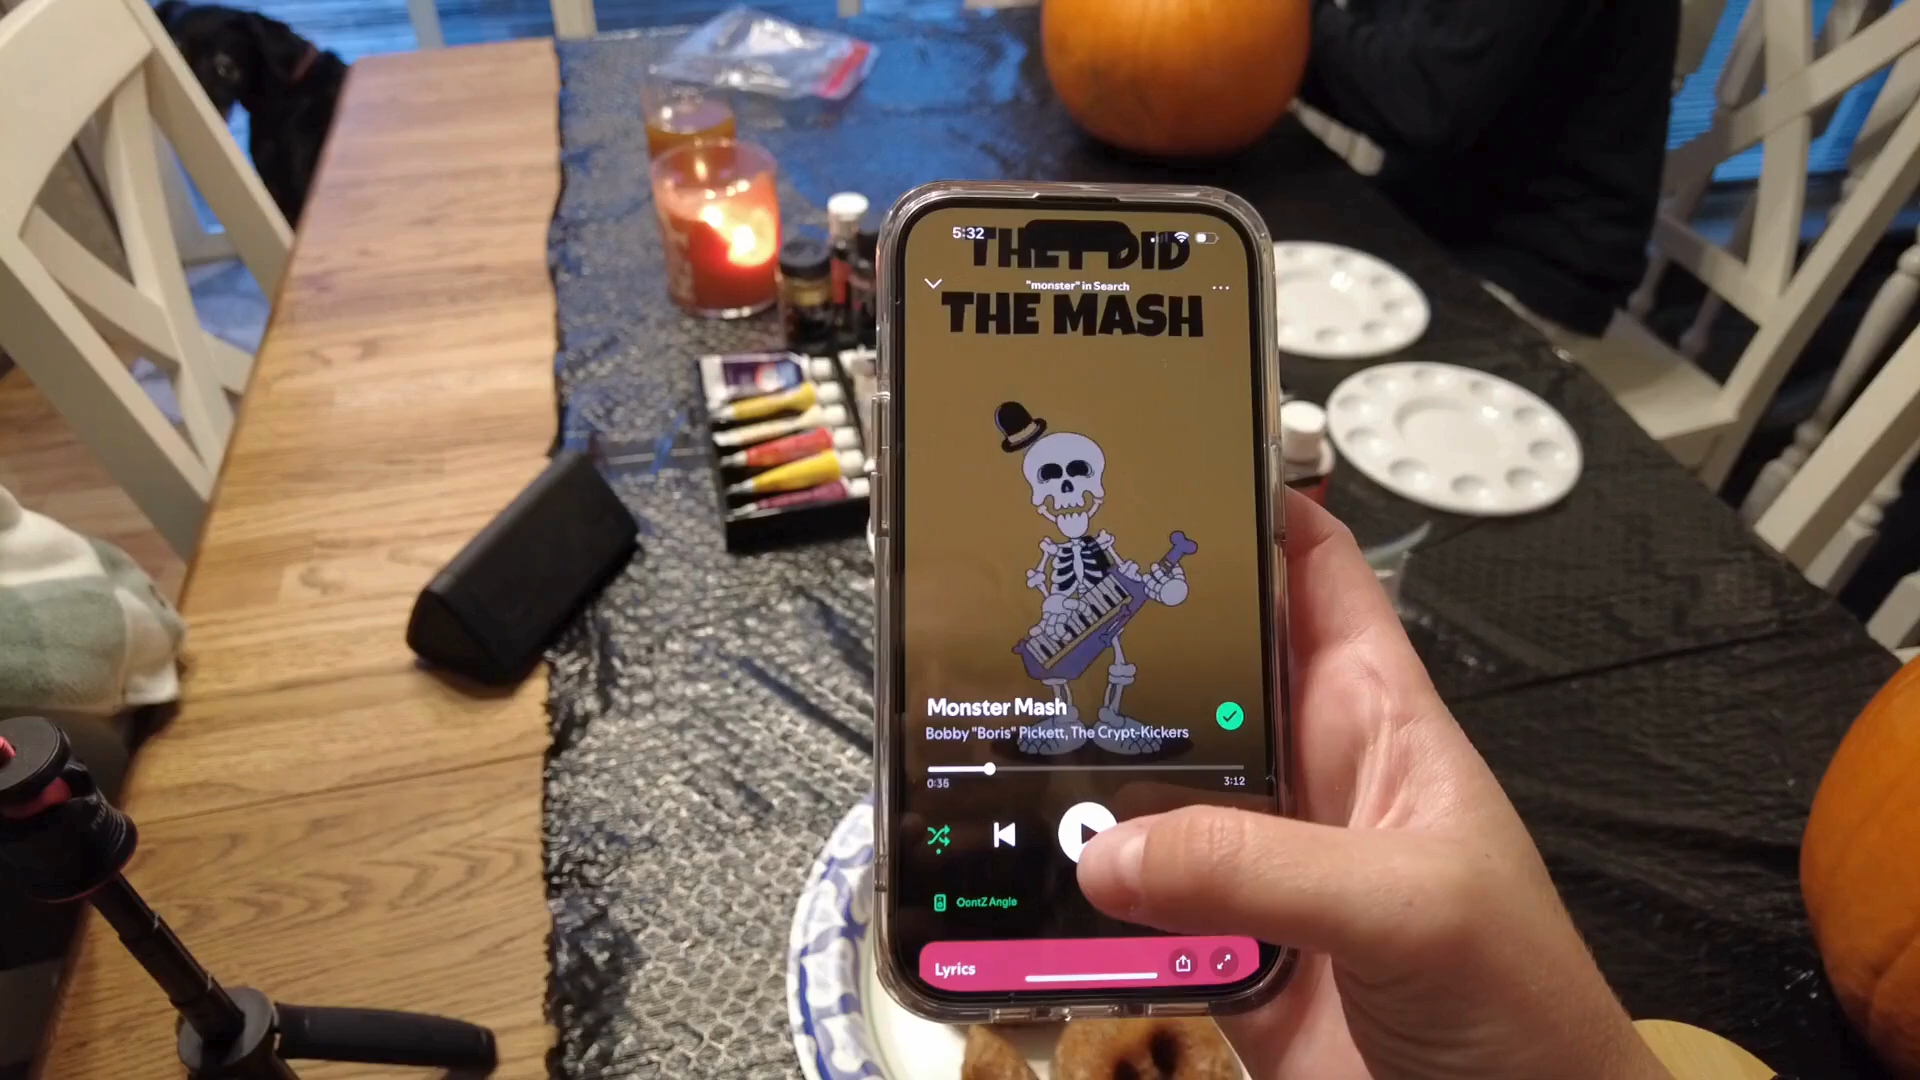 5:32
THEY DID
"monster" in Search
THE MASH
Monster Mash
Bobby "Boris" Pickett, The Crypt-Kickers
0:36
3:12
OontZ Angle
Lyrics